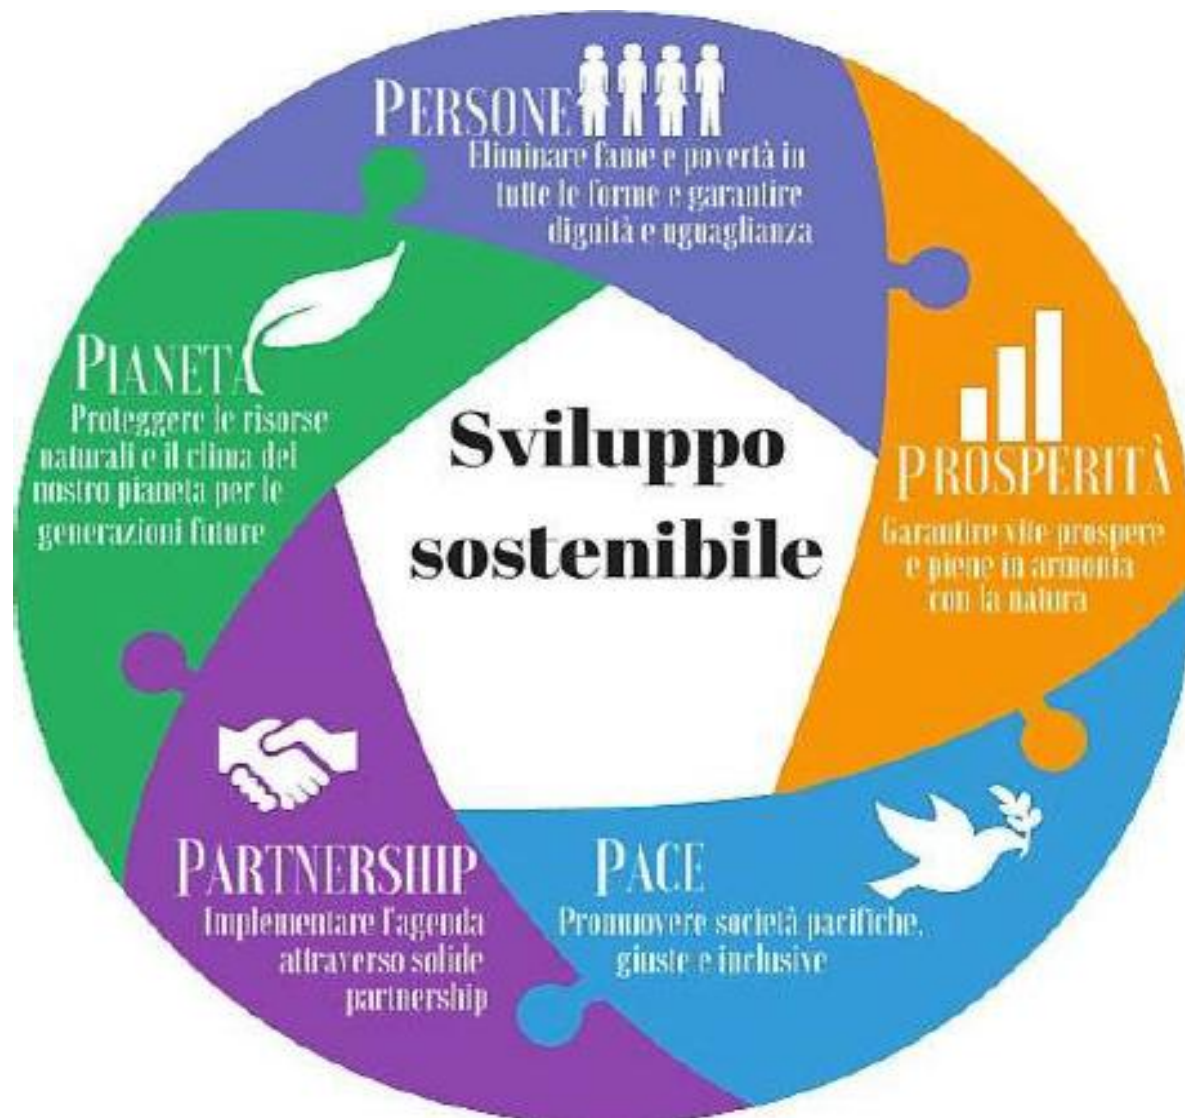 PERSONE
Eliminare fame e povertà in
tutte le forme e garantire
dignità e uguaglianza
PROSPERITÀ
Garantire vite prospere
e piene in armonia
con la natura
PACE
Promuovere società pacifiche,
giuste e inclusive
PARTNERSHIP
Implementare l'agenda
attraverso solide
partnership
PIANETA
Proteggere le risorse
naturali e il clima del
nostro pianeta per le
generazioni future
Sviluppo
sostenibile